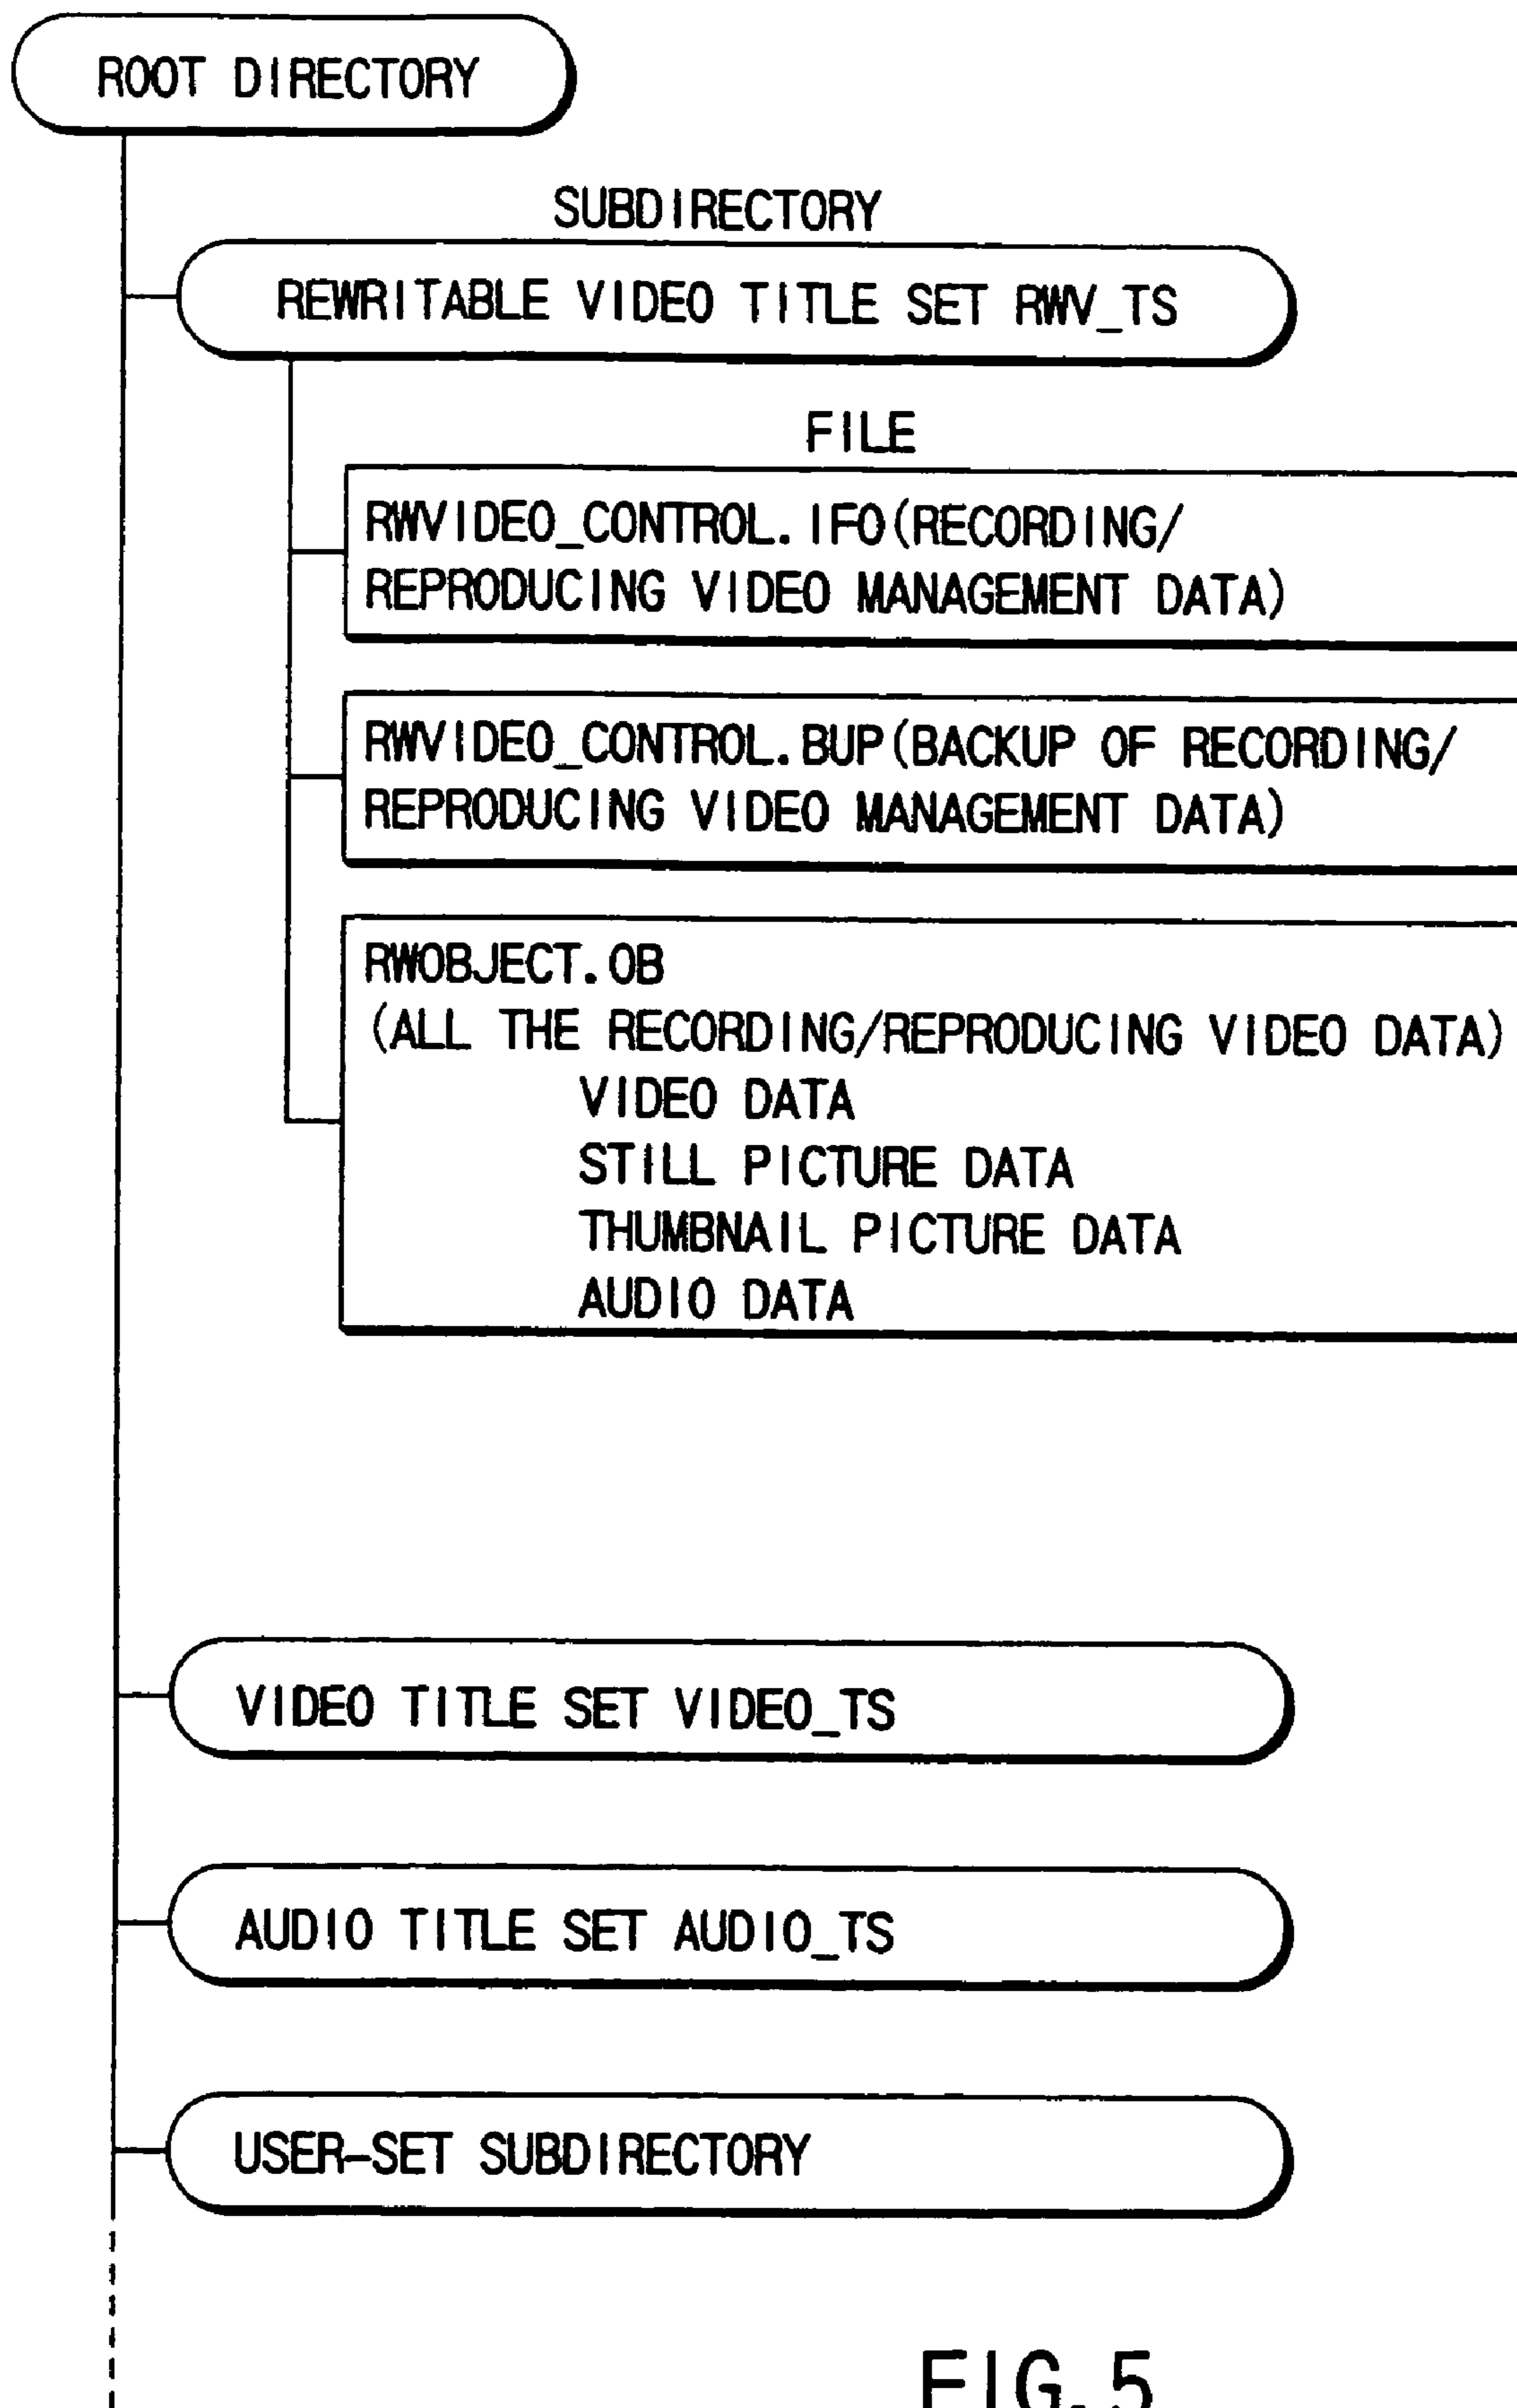 ROOT DIRECTORY
SUBDIRECTORY
REWRITABLE VIDEO TITLE SET RWV_TS
FILE
RWVIDEO_CONTROL.IFO(RECORDING/
REPRODUCING VIDEO MANAGEMENT DATA)
RWVIDEO_CONTROL.BUP(BACKUP OF RECORDING/
REPRODUCING VIDEO MANAGEMENT DATA)
RWOBJECT.OB
(ALL THE RECORDING/REPRODUCING VIDEO DATA)
VIDEO DATA
STILL PICTURE DATA
THUMBNAIL PICTURE DATA
AUDIO DATA
VIDEO TITLE SET VIDEO_TS
AUDIO TITLE SET AUDIO_TS
USER-SET SUBDIRECTORY
FIG.5